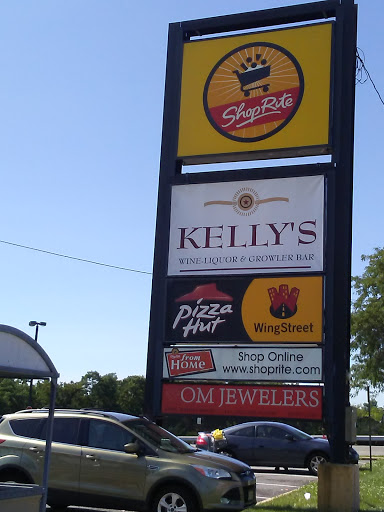 ShopRite
KELLY'S
WINE-LIQUOR & GROWLER BAR
Pizza
Hut
WingStreet
from
HOME
Shop Online
www.shoprite.com
OM JEWELERS